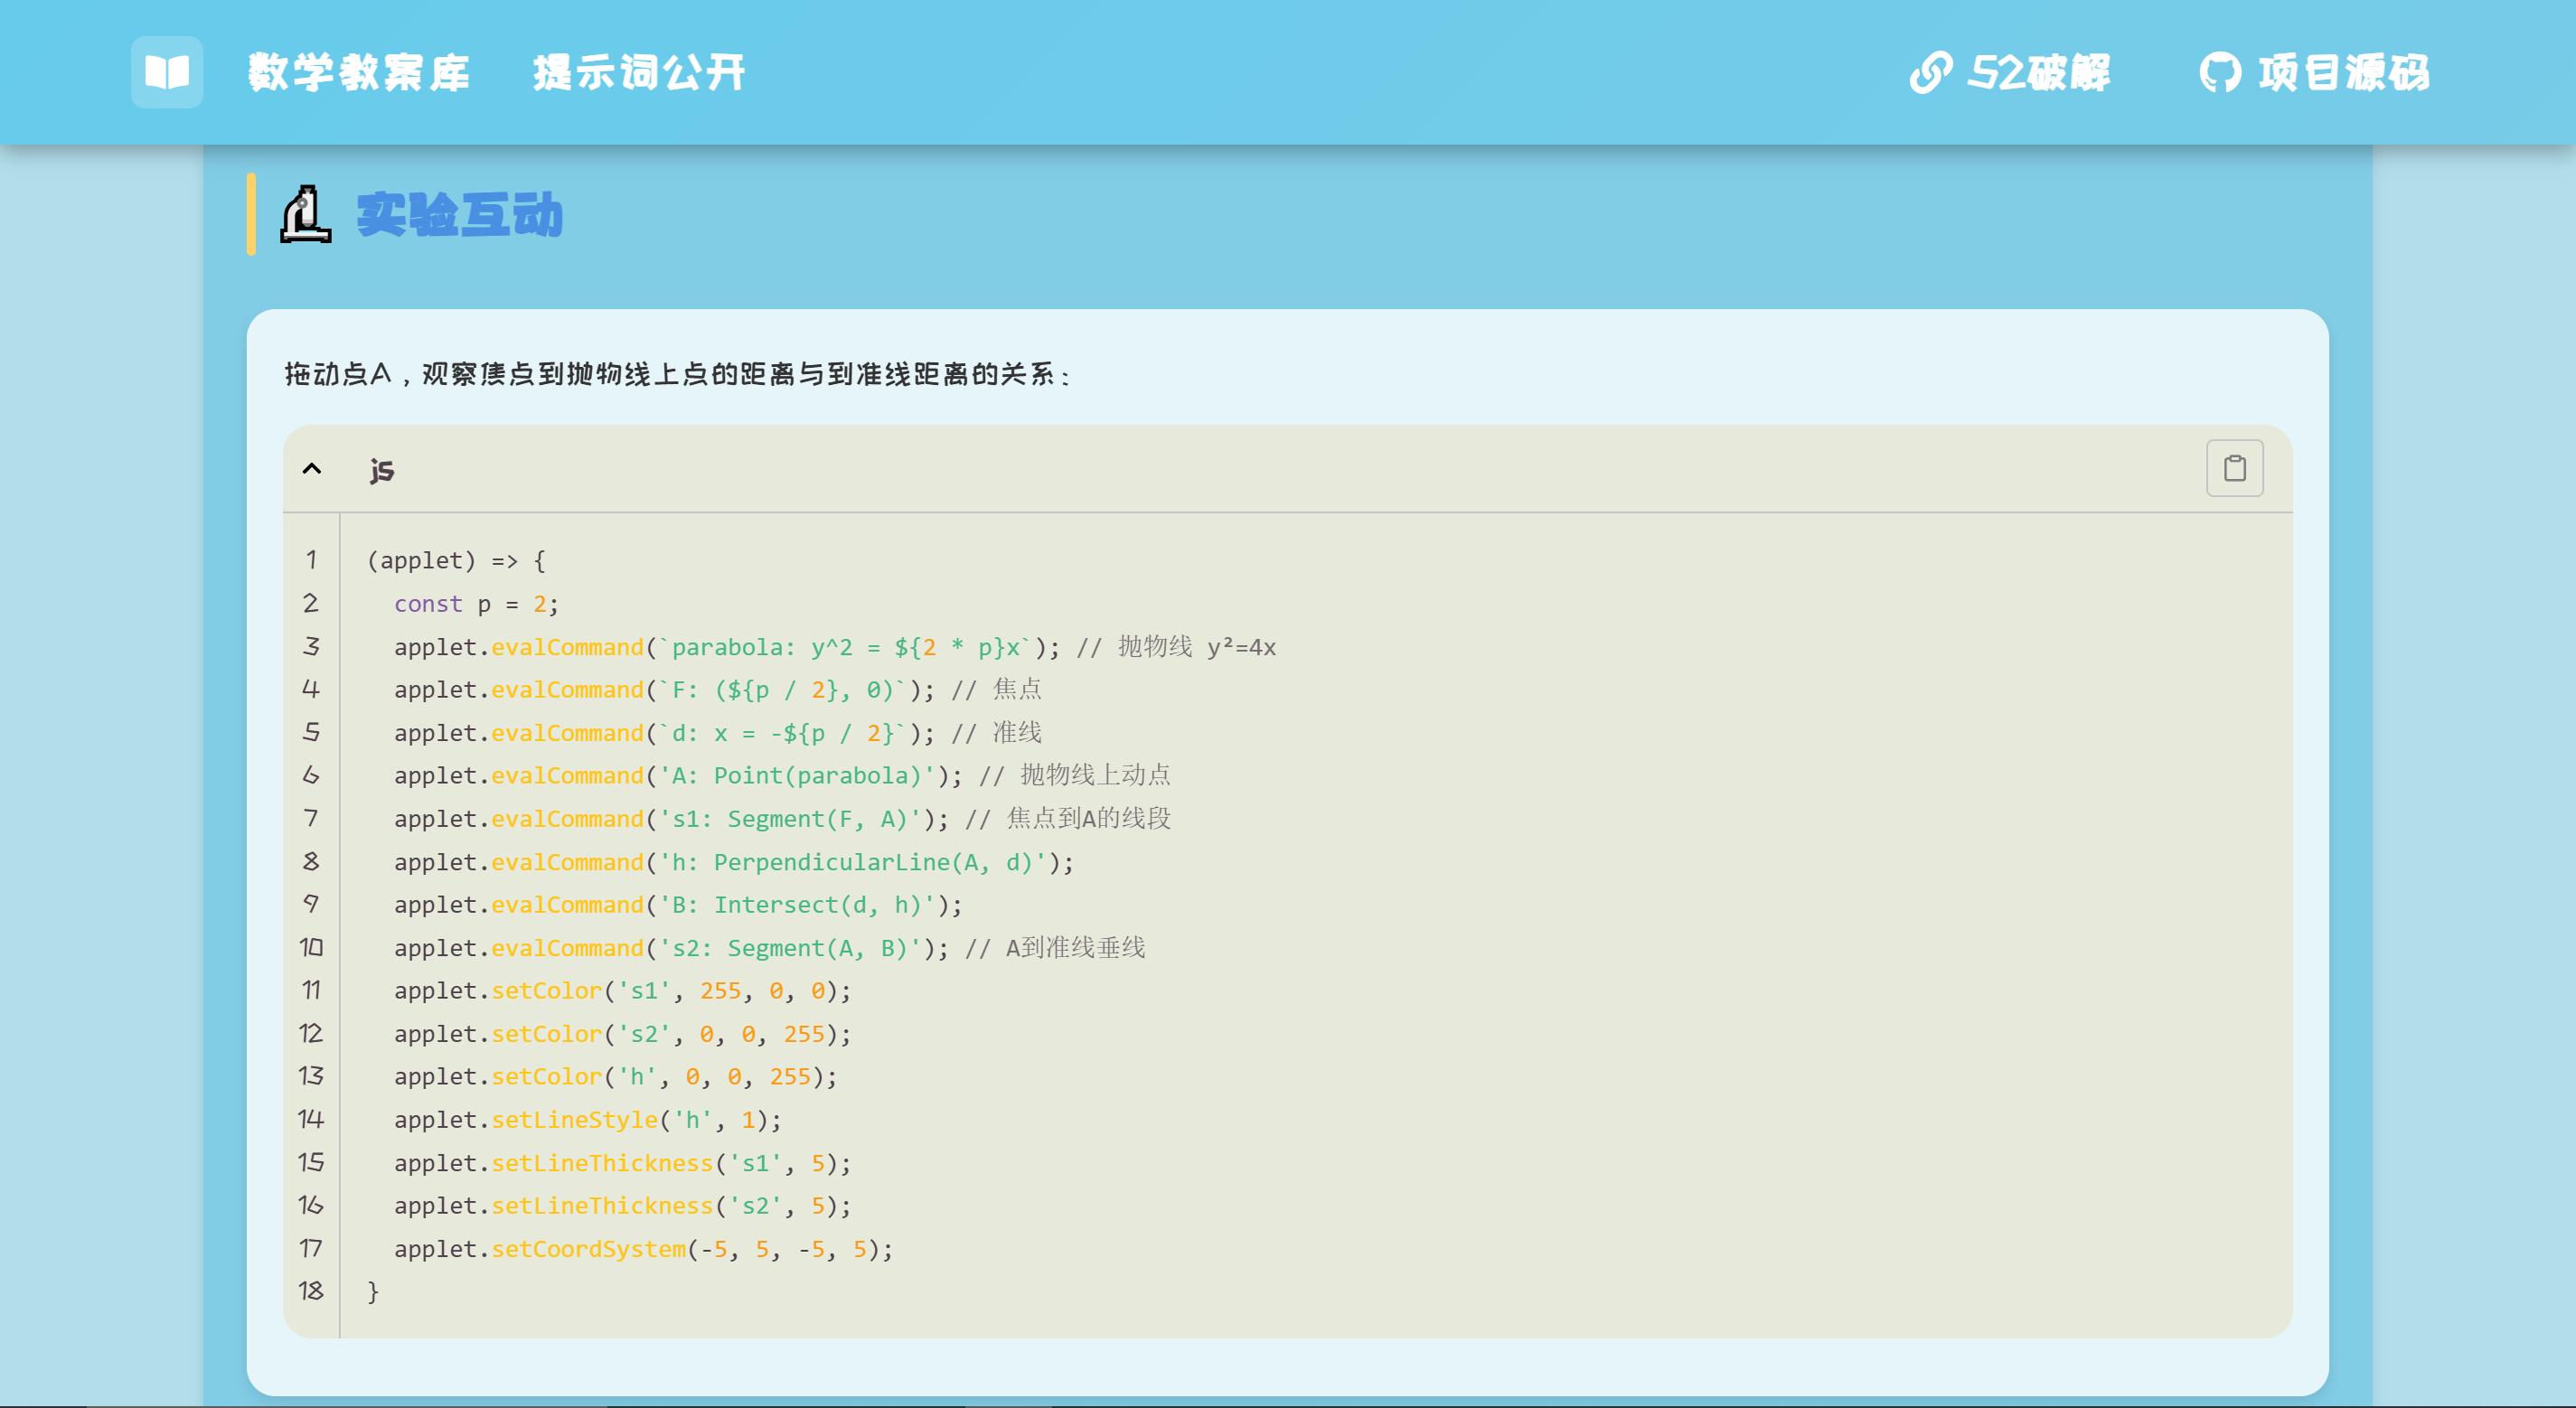 数学教案库 提示词公开 52破解 项目源码
实验互动
拖动点A，观察焦点到抛物线上点的距离与到准线距离的关系：
js
1 (applet) => {
2 const p = 2;
3 applet.evalCommand(`parabola: y^2 = ${2 * p}x`); // 抛物线 y²=4x
4 applet.evalCommand(`F: (${p / 2}, 0)`); // 焦点
5 applet.evalCommand(`d: x = -${p / 2}`); // 准线
6 applet.evalCommand('A: Point(parabola)'); // 抛物线上动点
7 applet.evalCommand('s1: Segment(F, A)'); // 焦点到A的线段
8 applet.evalCommand('h: PerpendicularLine(A, d)');
9 applet.evalCommand('B: Intersect(d, h)');
10 applet.evalCommand('s2: Segment(A, B)'); // A到准线垂线
11 applet.setColor('s1', 255, 0, 0);
12 applet.setColor('s2', 0, 0, 255);
13 applet.setColor('h', 0, 0, 255);
14 applet.setLineStyle('h', 1);
15 applet.setLineThickness('s1', 5);
16 applet.setLineThickness('s2', 5);
17 applet.setCoordSystem(-5, 5, -5, 5);
18 }